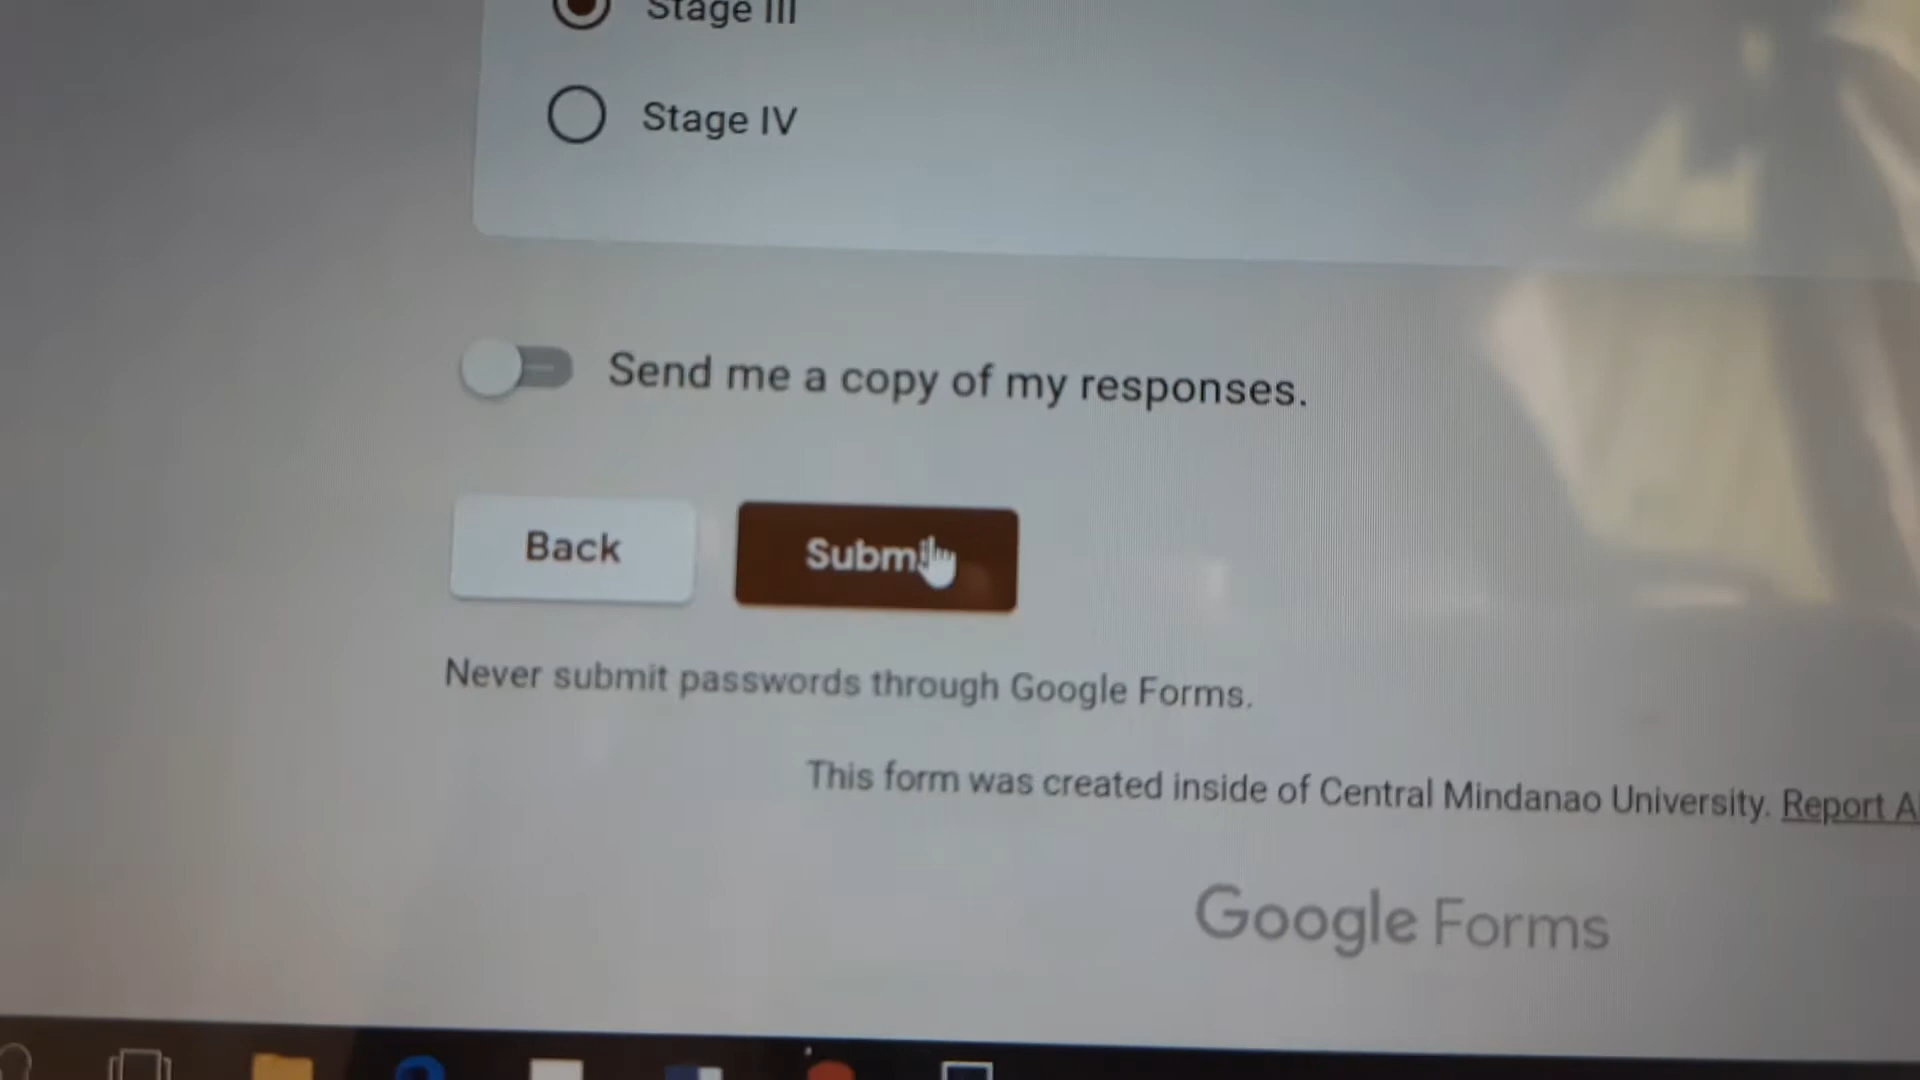 Stage III
Stage IV
Send me a copy of my responses.
Back
Submi
Never submit passwords through Google Forms.
This form was created inside of Central Mindanao University. Report A
Google Forms